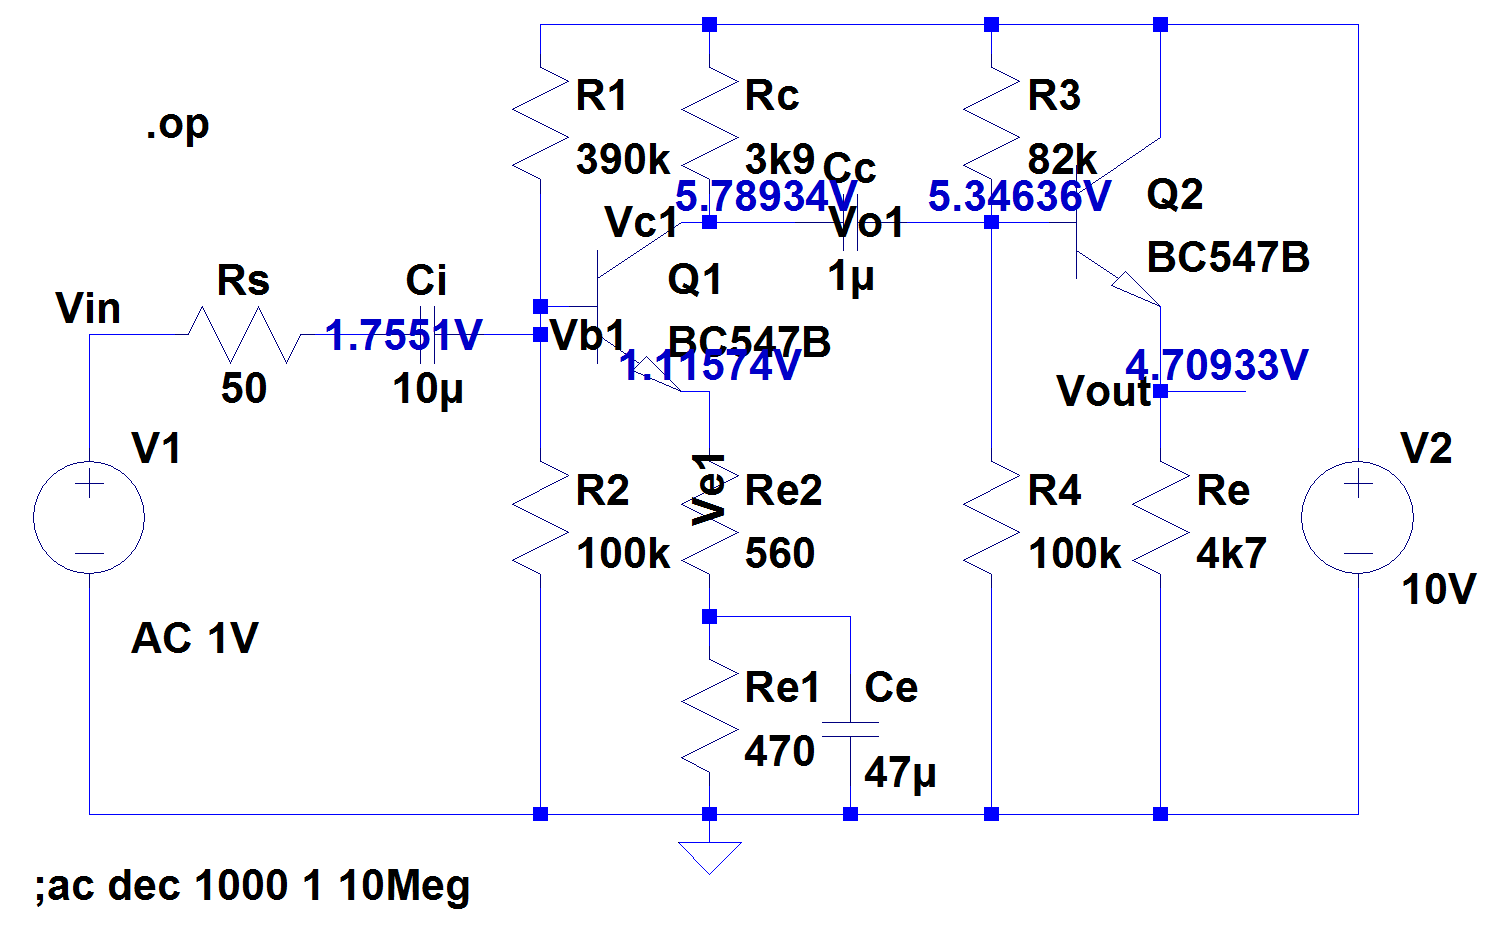 .op
R1
390k
Rc
3k9
Cc
R3
82k
5.78934V
5.34636V
Vc1
Vo1
1µ
Q2
BC547B
Vin
Rs
50
Ci
10µ
1.7551V
Vb1
Q1
BC547B
1.11574V
4.70933V
Vout
V1
AC 1V
R2
100k
Ve1
Re2
560
R4
100k
Re
4k7
V2
10V
Re1
470
Ce
47µ
;ac dec 1000 1 10Meg